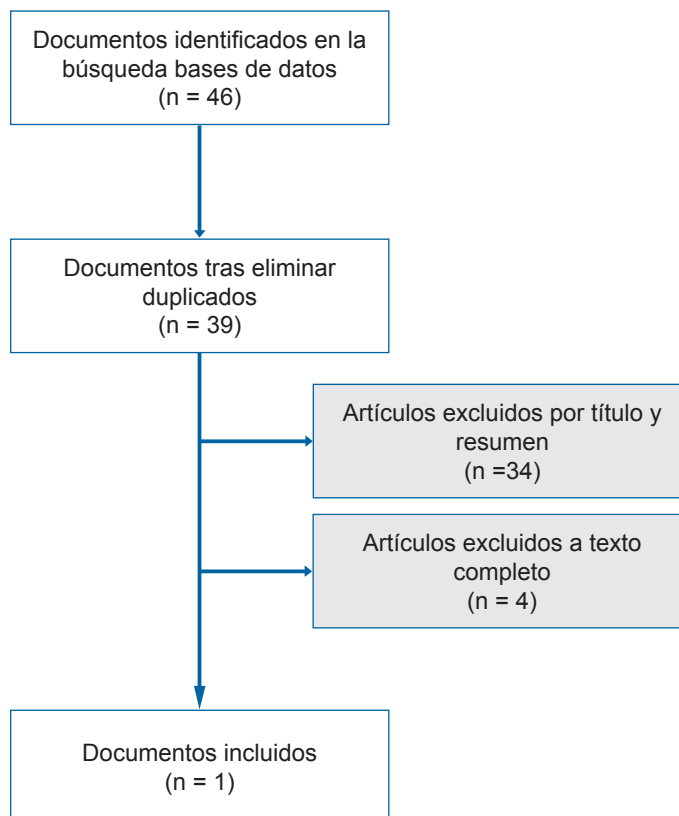 Documentos identificados en la
búsqueda bases de datos
(n = 46)
Documentos tras eliminar
duplicados
(n = 39)
Artículos excluidos por título y
resumen
(n =34)
Artículos excluidos a texto
completo
(n = 4)
Documentos incluidos
(n = 1)